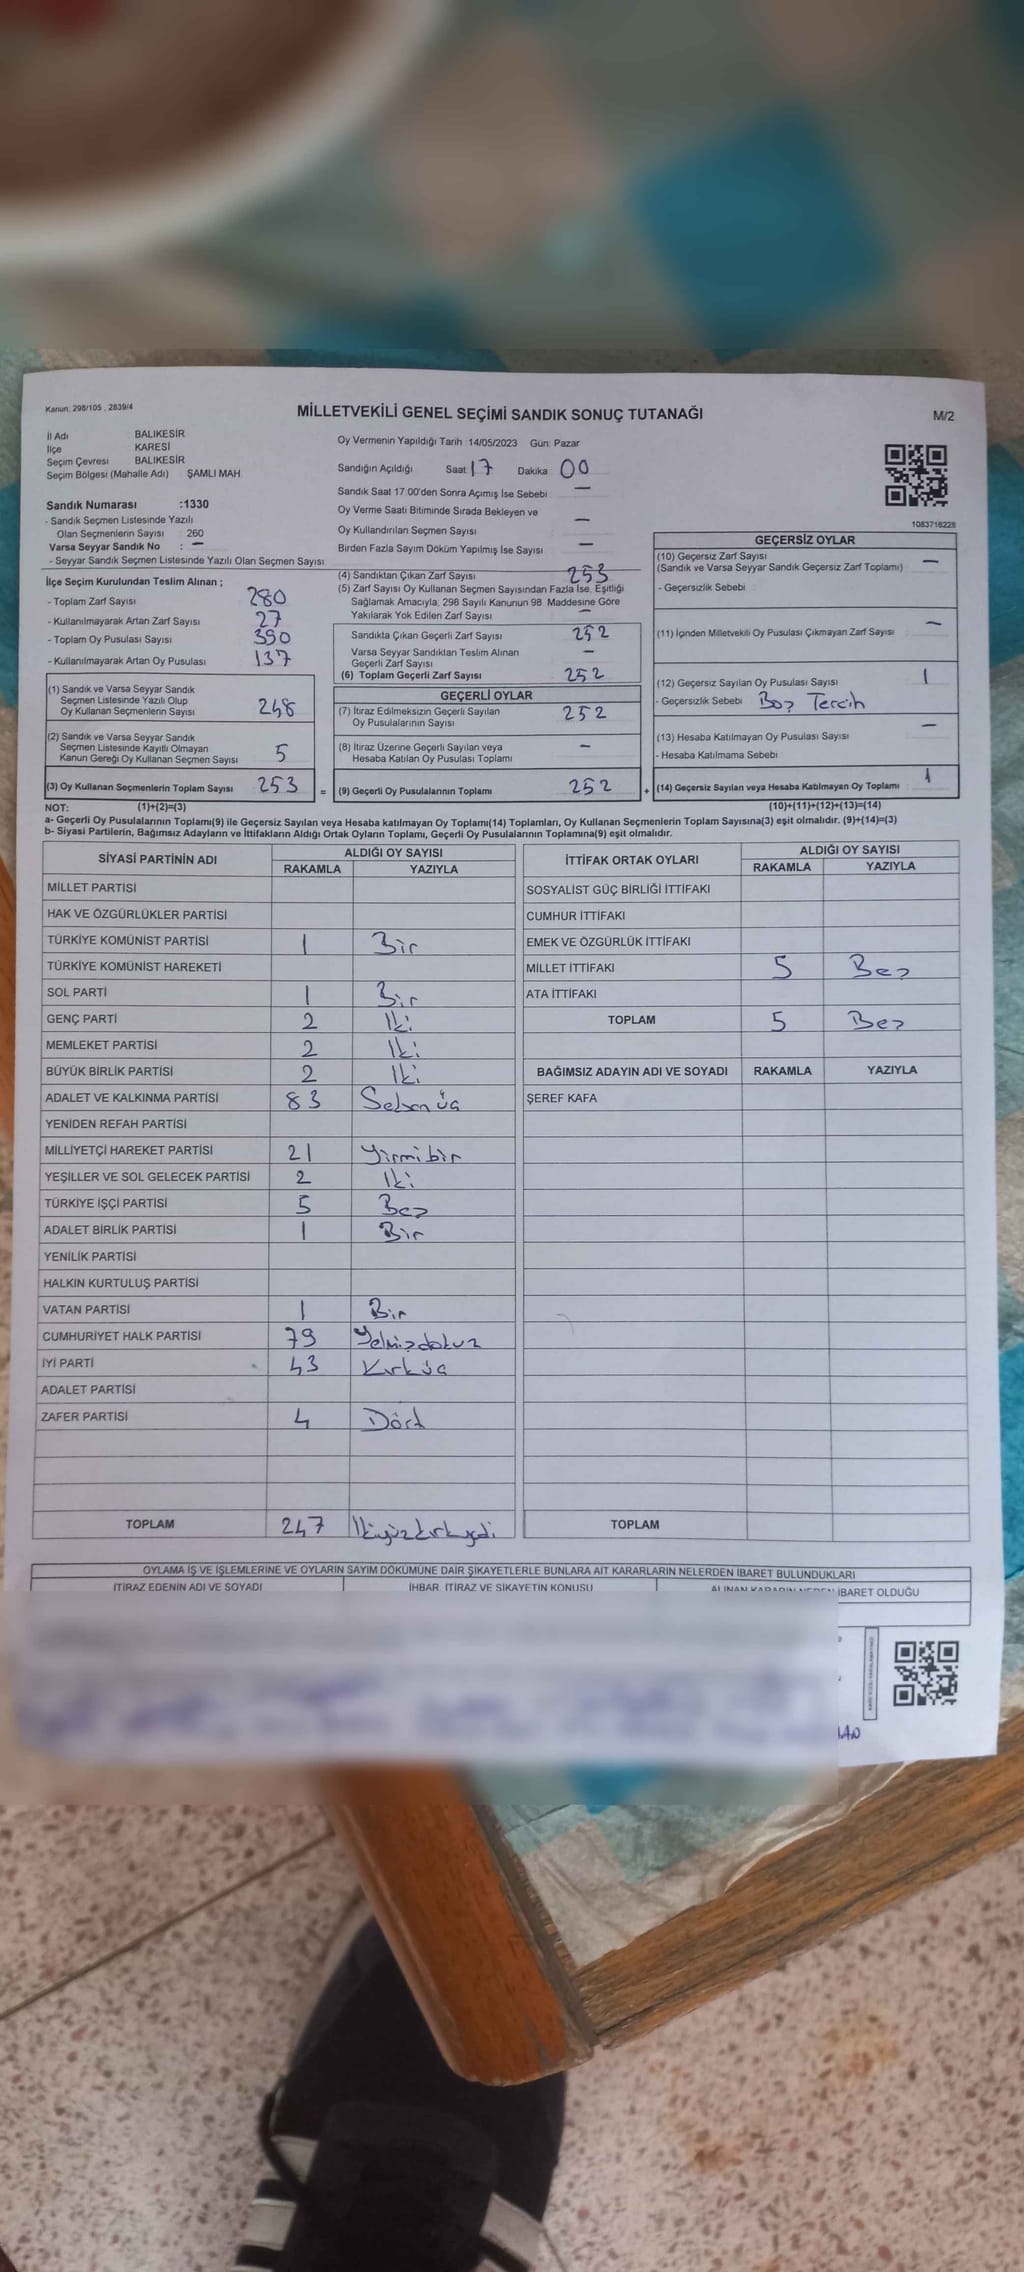 Kanun. 298/105 , 2839/4
MİLLETVEKİLİ GENEL SEÇİMİ SANDIK SONUÇ TUTANAĞI
M/2
İl Adı BALIKESİR
İlçe KARESİ
Seçim Çevresi BALIKESİR
Seçim Bölgesi (Mahalle Adı) ŞAMLI MAH.
Sandık Numarası :1330
- Sandık Seçmen Listesinde Yazılı
Olan Seçmenlerin Sayısı : 260
Varsa Seyyar Sandık No : -
- Seyyar Sandık Seçmen Listesinde Yazılı Olan Seçmen Sayısı
Oy Vermenin Yapıldığı Tarih :14/05/2023 Gün: Pazar
Sandığın Açıldığı Saat 17 Dakika 00
Sandık Saat 17.00'den Sonra Açımış İse Sebebi : -
Oy Verme Saati Bitiminde Sırada Bekleyen ve
Oy Kullandırılan Seçmen Sayısı -
Birden Fazla Sayım Döküm Yapılmış İse Sayısı -
1083716228
İlçe Seçim Kurulundan Teslim Alınan ;
- Toplam Zarf Sayısı 280
- Kullanılmayarak Artan Zarf Sayısı 27
- Toplam Oy Pusulası Sayısı 390
- Kullanılmayarak Artan Oy Pusulası 137
(1) Sandık ve Varsa Seyyar Sandık
Seçmen Listesinde Yazılı Olup
Oy Kullanan Seçmenlerin Sayısı 248
(2) Sandık ve Varsa Seyyar Sandık
Seçmen Listesinde Kayıtlı Olmayan
Kanun Gereği Oy Kullanan Seçmen Sayısı 5
(3) Oy Kullanan Seçmenlerin Toplam Sayısı 253 =
(4) Sandıktan Çıkan Zarf Sayısı 253
(5) Zarf Sayısı Oy Kullanan Seçmen Sayısından Fazla İse, Eşitliği
Sağlamak Amacıyla, 298 Sayılı Kanunun 98. Maddesine Göre
Yakılarak Yok Edilen Zarf Sayısı -
Sandıkta Çıkan Geçerli Zarf Sayısı 252
Varsa Seyyar Sandıktan Teslim Alınan
Geçerli Zarf Sayısı -
(6) Toplam Geçerli Zarf Sayısı 252
GEÇERLİ OYLAR
(7) İtiraz Edilmeksizin Geçerli Sayılan
Oy Pusulalarının Sayısı 252
(8) İtiraz Üzerine Geçerli Sayılan veya
Hesaba Katılan Oy Pusulası Toplamı -
(9) Geçerli Oy Pusulalarının Toplamı 252 +
GEÇERSİZ OYLAR
(10) Geçersiz Zarf Sayısı -
(Sandık ve Varsa Seyyar Sandık Geçersiz Zarf Toplamı)
- Geçersizlik Sebebi :
(11) İçinden Milletvekili Oy Pusulası Çıkmayan Zarf Sayısı -
(12) Geçersiz Sayılan Oy Pusulası Sayısı 1
- Geçersizlik Sebebi Boş Tercih
(13) Hesaba Katılmayan Oy Pusulası Sayısı -
- Hesaba Katılmama Sebebi
(14) Geçersiz Sayılan veya Hesaba Katılmayan Oy Toplamı 1
NOT: (1)+(2)=(3) (10)+(11)+(12)+(13)=(14)
a- Geçerli Oy Pusulalarının Toplamı(9) ile Geçersiz Sayılan veya Hesaba katılmayan Oy Toplamı(14) Toplamları, Oy Kullanan Seçmenlerin Toplam Sayısına(3) eşit olmalıdır. (9)+(14)=(3)
b- Siyasi Partilerin, Bağımsız Adayların ve İttifakların Aldığı Ortak Oyların Toplamı, Geçerli Oy Pusulalarının Toplamına(9) eşit olmalıdır.
SİYASİ PARTİNİN ADI ALDIĞI OY SAYISI
RAKAMLA YAZIYLA
MİLLET PARTİSİ
HAK VE ÖZGÜRLÜKLER PARTİSİ
TÜRKİYE KOMÜNİST PARTİSİ 1 Bir
TÜRKİYE KOMÜNİST HAREKETİ
SOL PARTİ 1 Bir
GENÇ PARTİ 2 İki
MEMLEKET PARTİSİ 2 İki
BÜYÜK BİRLİK PARTİSİ 2 İki
ADALET VE KALKINMA PARTİSİ 83 Seksenüç
YENİDEN REFAH PARTİSİ
MİLLİYETÇİ HAREKET PARTİSİ 21 Yirmibir
YEŞİLLER VE SOL GELECEK PARTİSİ 2 İki
TÜRKİYE İŞÇİ PARTİSİ 5 Beş
ADALET BİRLİK PARTİSİ 1 Bir
YENİLİK PARTİSİ
HALKIN KURTULUŞ PARTİSİ
VATAN PARTİSİ 1 Bir
CUMHURİYET HALK PARTİSİ 79 Yetmişdokuz
İYİ PARTİ 43 Kırküç
ADALET PARTİSİ
ZAFER PARTİSİ 4 Dört
TOPLAM 247 İkiyüzkırkyedi
İTTİFAK ORTAK OYLARI ALDIĞI OY SAYISI
RAKAMLA YAZIYLA
SOSYALİST GÜÇ BİRLİĞİ İTTİFAKI
CUMHUR İTTİFAKI
EMEK VE ÖZGÜRLÜK İTTİFAKI
MİLLET İTTİFAKI 5 Beş
ATA İTTİFAKI
TOPLAM 5 Beş
BAĞIMSIZ ADAYIN ADI VE SOYADI RAKAMLA YAZIYLA
ŞEREF KAFA
TOPLAM
OYLAMA İŞ VE İŞLEMLERİNE VE OYLARIN SAYIM DÖKÜMÜNE DAİR ŞİKAYETLERLE BUNLARA AİT KARARLARIN NELERDEN İBARET BULUNDUKLARI
İTİRAZ EDENİN ADI VE SOYADI İHBAR, İTİRAZ VE ŞİKAYETİN KONUSU ALINAN KARARIN NEDEN İBARET OLDUĞU